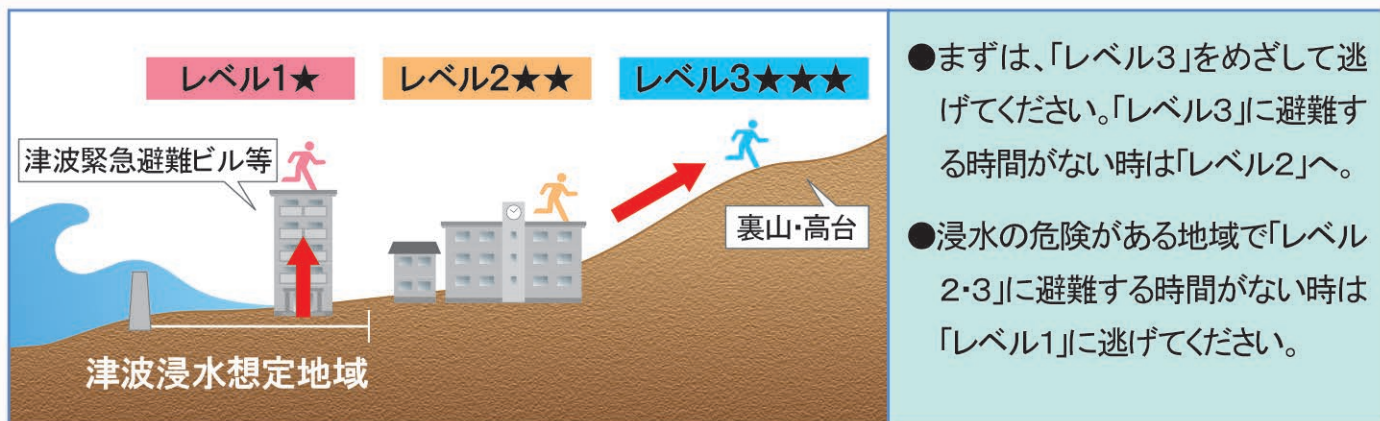 レベル1★
レベル2★★
レベル3★★★
津波緊急避難ビル等
裏山・高台
津波浸水想定地域
●まずは、「レベル3」をめざして逃
げてください。「レベル3」に避難す
る時間がない時は「レベル2」へ。
●浸水の危険がある地域で「レベル
2・3」に避難する時間がない時は
「レベル1」に逃げてください。